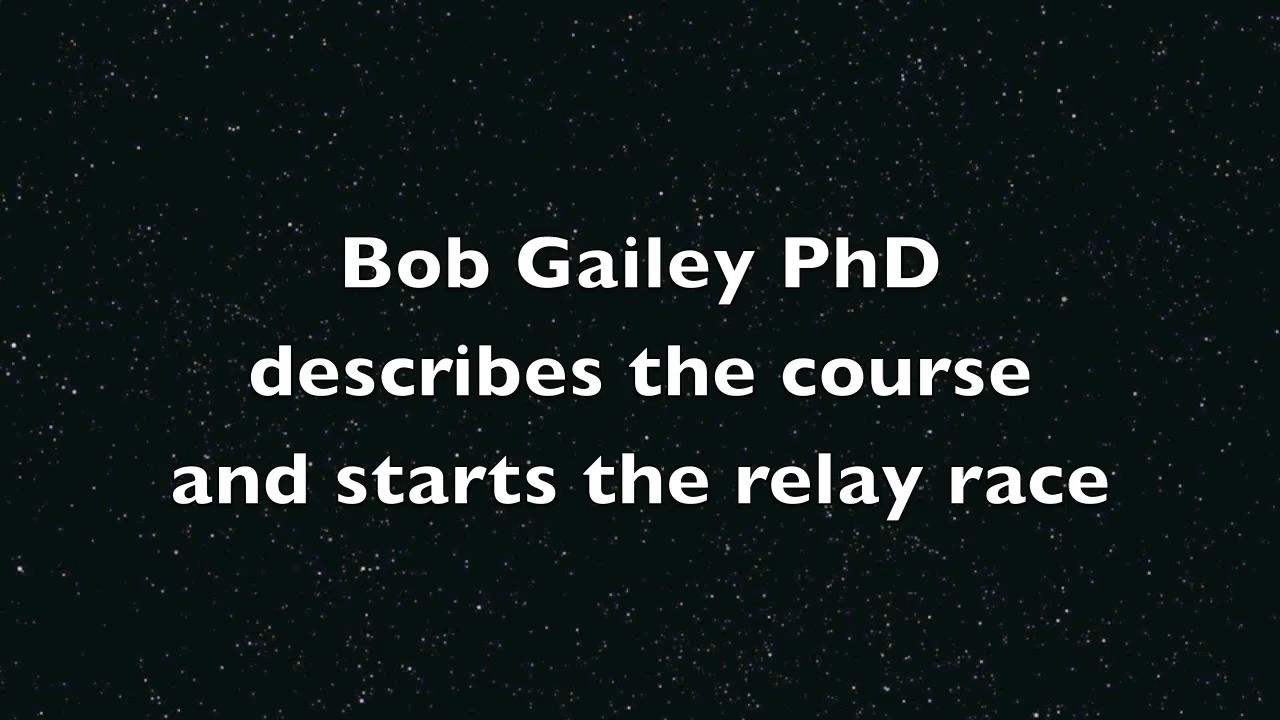 Bob Gailey PhD
describes the course
and starts the relay race